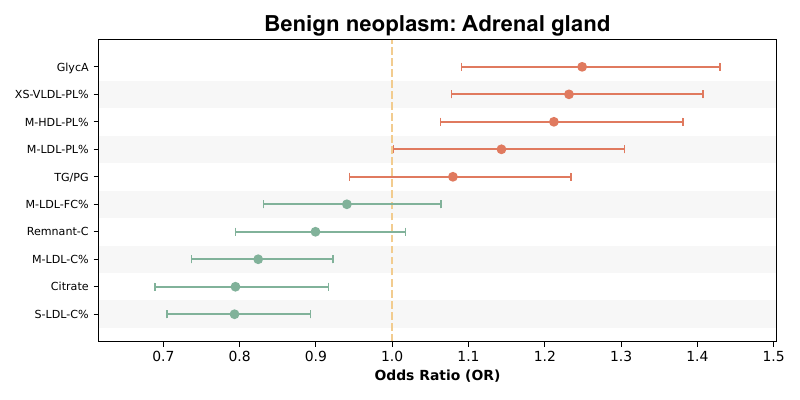 Benign neoplasm: Adrenal gland
GlycA
XS-VLDL-PL%
M-HDL-PL%
M-LDL-PL%
TG/PG
M-LDL-FC%
Remnant-C
M-LDL-C%
Citrate
S-LDL-C%
0.7 0.8 0.9 1.0 1.1 1.2 1.3 1.4 1.5
Odds Ratio (OR)